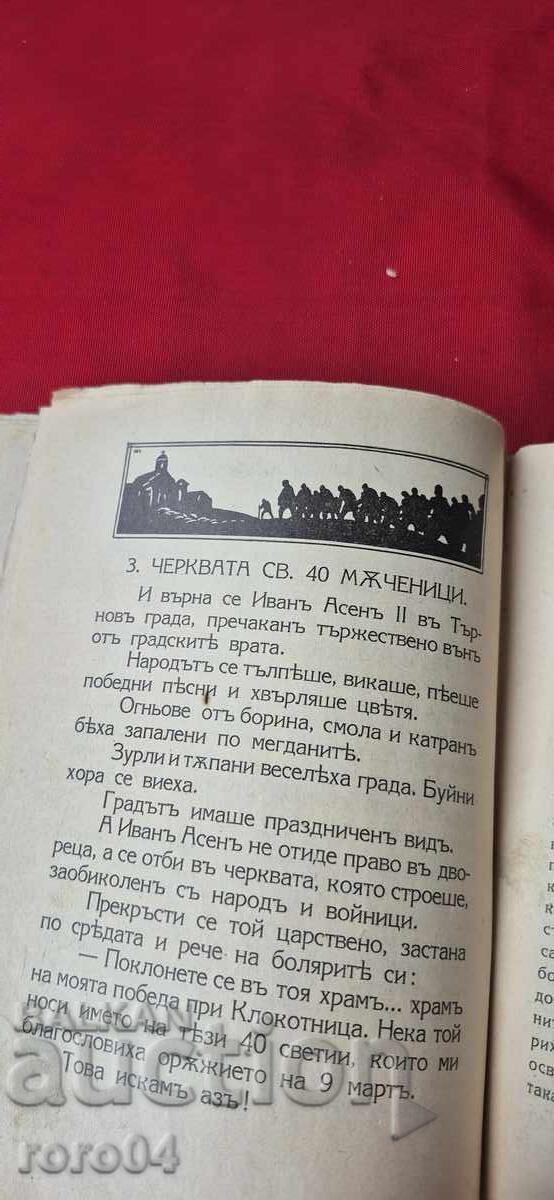 3. ЧЕРКВАТА СВ. 40 МѪЧЕНИЦИ.
И върна се Иванъ Асенъ II въ Тър-
новъ града, пречаканъ тържествено вънъ
отъ градскитѣ врата.
Народътъ се тълпѣше, викаше, пѣеше
победни пѣсни и хвърляше цвѣтя.
Огньове отъ борина, смола и катранъ
бѣха запалени по мегданитѣ.
Зурли и тѫпани веселѣха града. Буйни
хора се виеха.
Градътъ имаше праздниченъ видъ.
А Иванъ Асенъ не отиде право въ дво-
реца, а се отби въ черквата, която строеше,
заобиколенъ съ народъ и войници.
Прекръсти се той царствено, застана
по срѣдата и рече на боляритѣ си:
— Поклонете се въ тоя храмъ... храмъ
на моята победа при Клокотница. Нека той
носи името на тѣзи 40 светии, които ми
благословиха орѫжието на 9 мартъ.
Това искамъ азъ!
BALKAN
auction
roro04